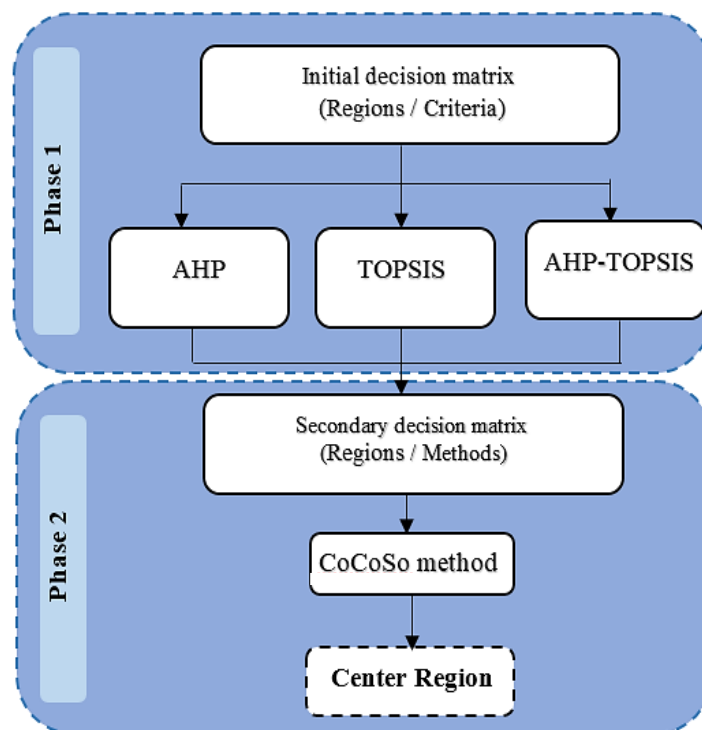 Phase 1
Initial decision matrix
(Regions / Criteria)
AHP
TOPSIS
AHP-TOPSIS
Phase 2
Secondary decision matrix
(Regions / Methods)
CoCoSo method
Center Region